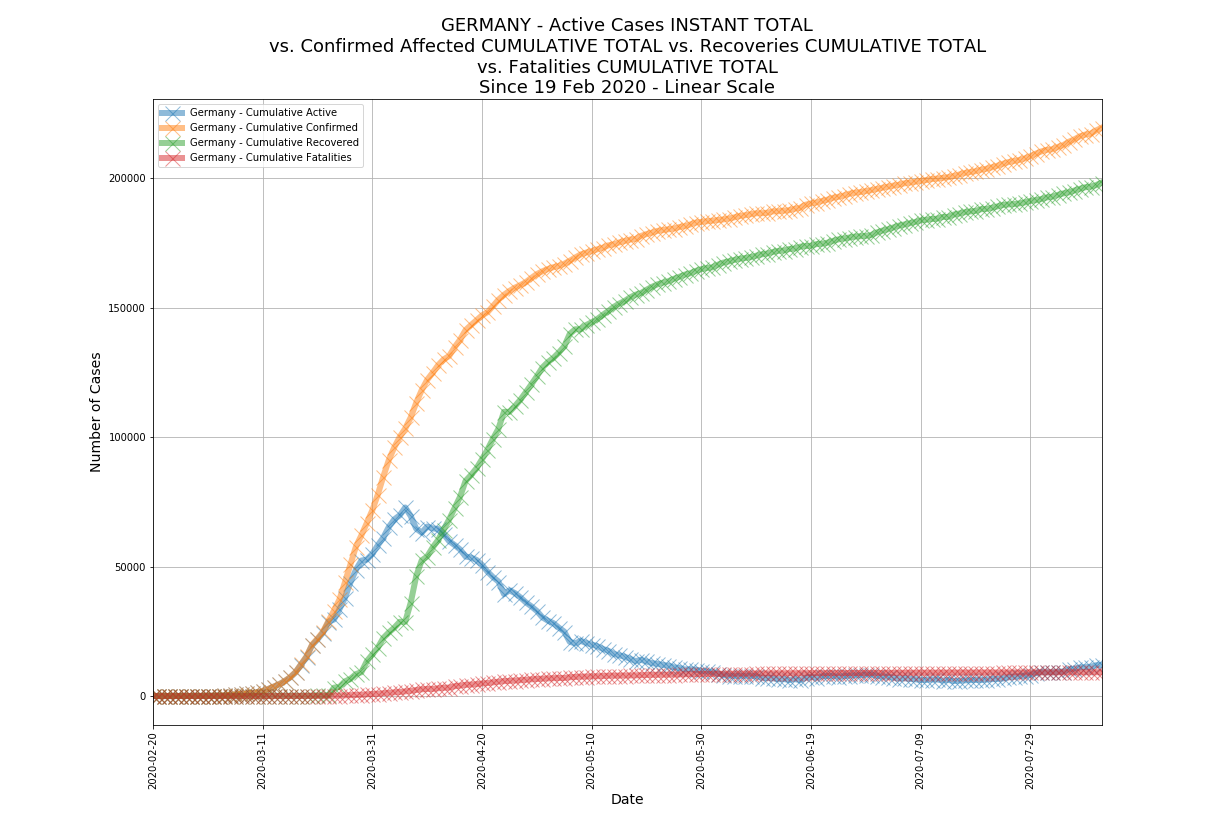 GERMANY - Active Cases INSTANT TOTAL
vs. Confirmed Affected CUMULATIVE TOTAL vs. Recoveries CUMULATIVE TOTAL
vs. Fatalities CUMULATIVE TOTAL
Since 19 Feb 2020 - Linear Scale
Germany - Cumulative Active
Germany - Cumulative Confirmed
Germany - Cumulative Recovered
Germany - Cumulative Fatalities
Number of Cases
200000
150000
100000
50000
0
2020-02-20
2020-03-11
2020-03-31
2020-04-20
2020-05-10
2020-05-30
2020-06-19
2020-07-09
2020-07-29
Date